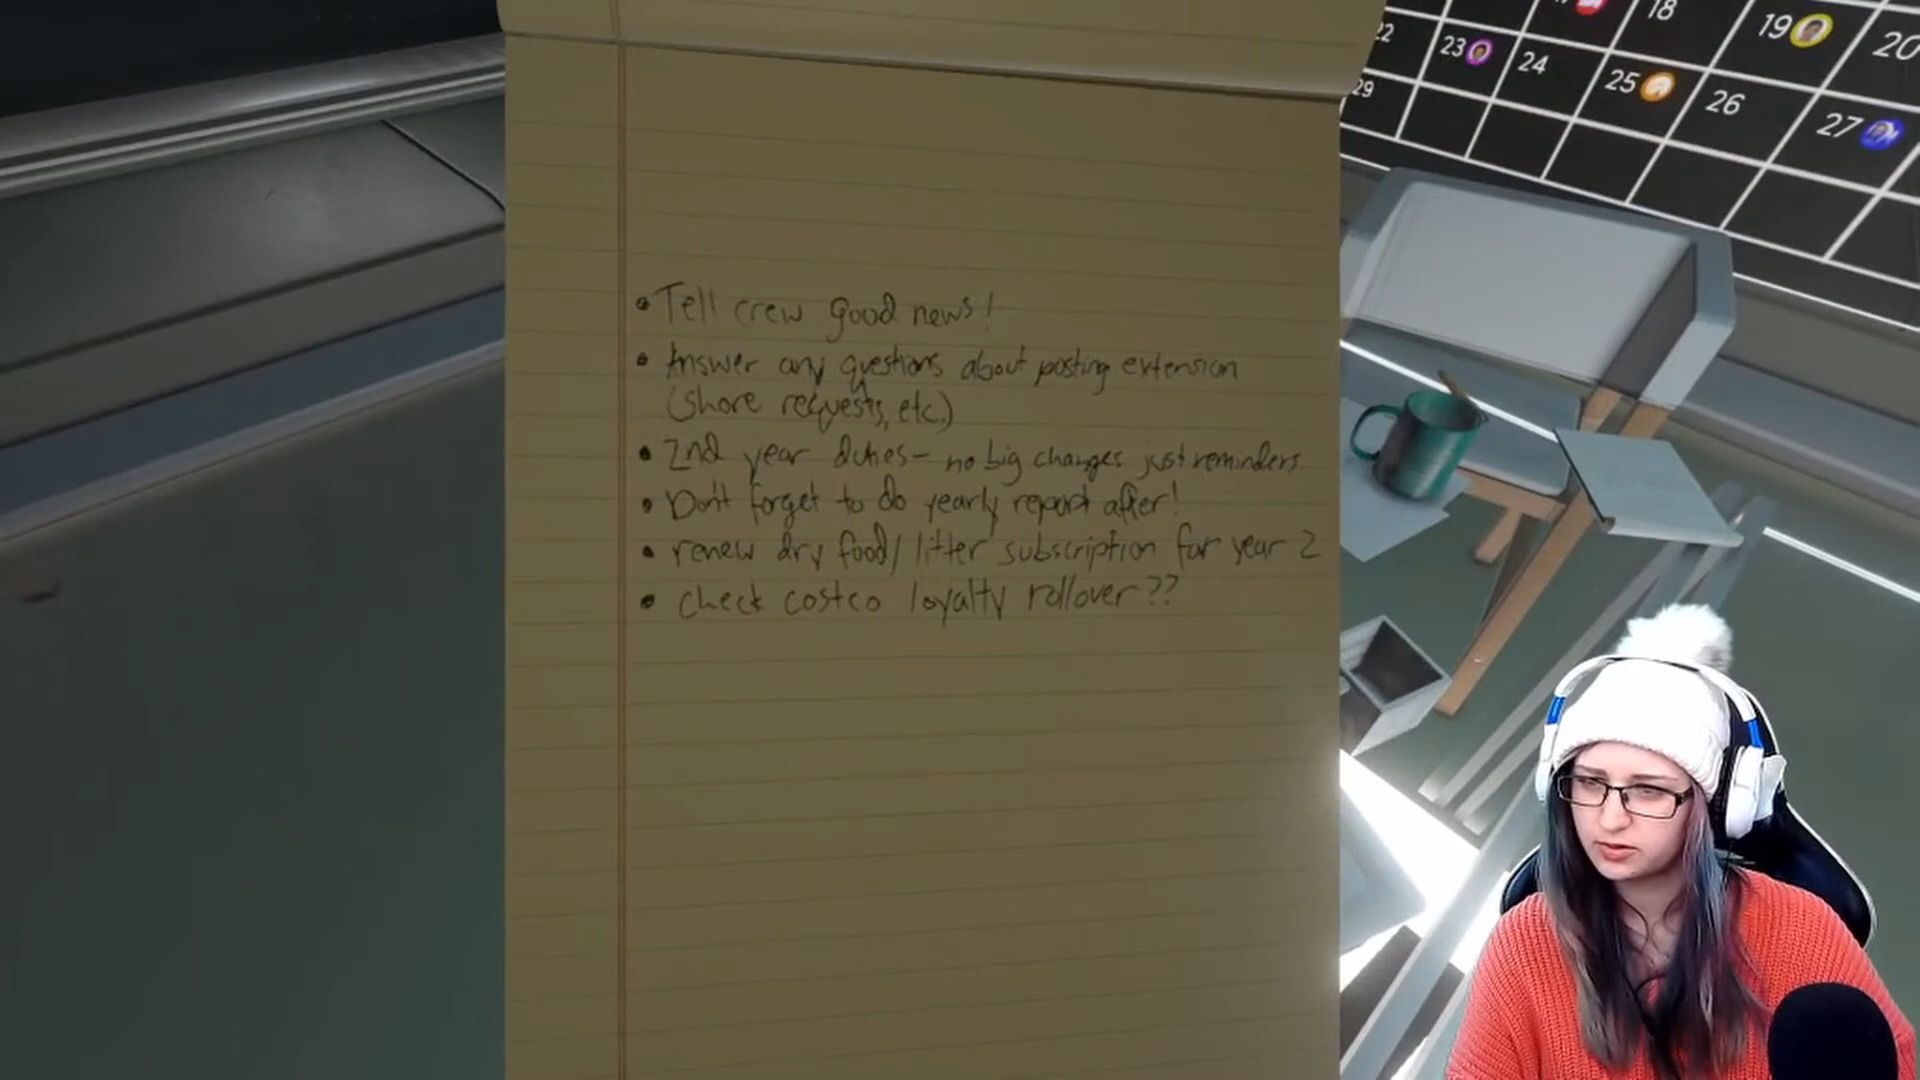 18
19
20
22
23
24
25
26
27
29
• Tell crew good news!
• Answer any questions about posting extension
(Shore requests, etc.)
• 2nd year duties - no big changes just reminders
• Don't forget to do yearly report after!
• renew dry food/litter subscription for year 2
• check costco loyalty rollover??